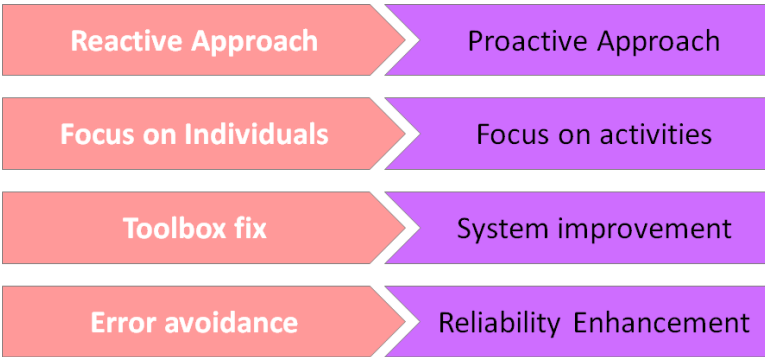 Reactive Approach
Proactive Approach
Focus on Individuals
Focus on activities
Toolbox fix
System improvement
Error avoidance
Reliability Enhancement